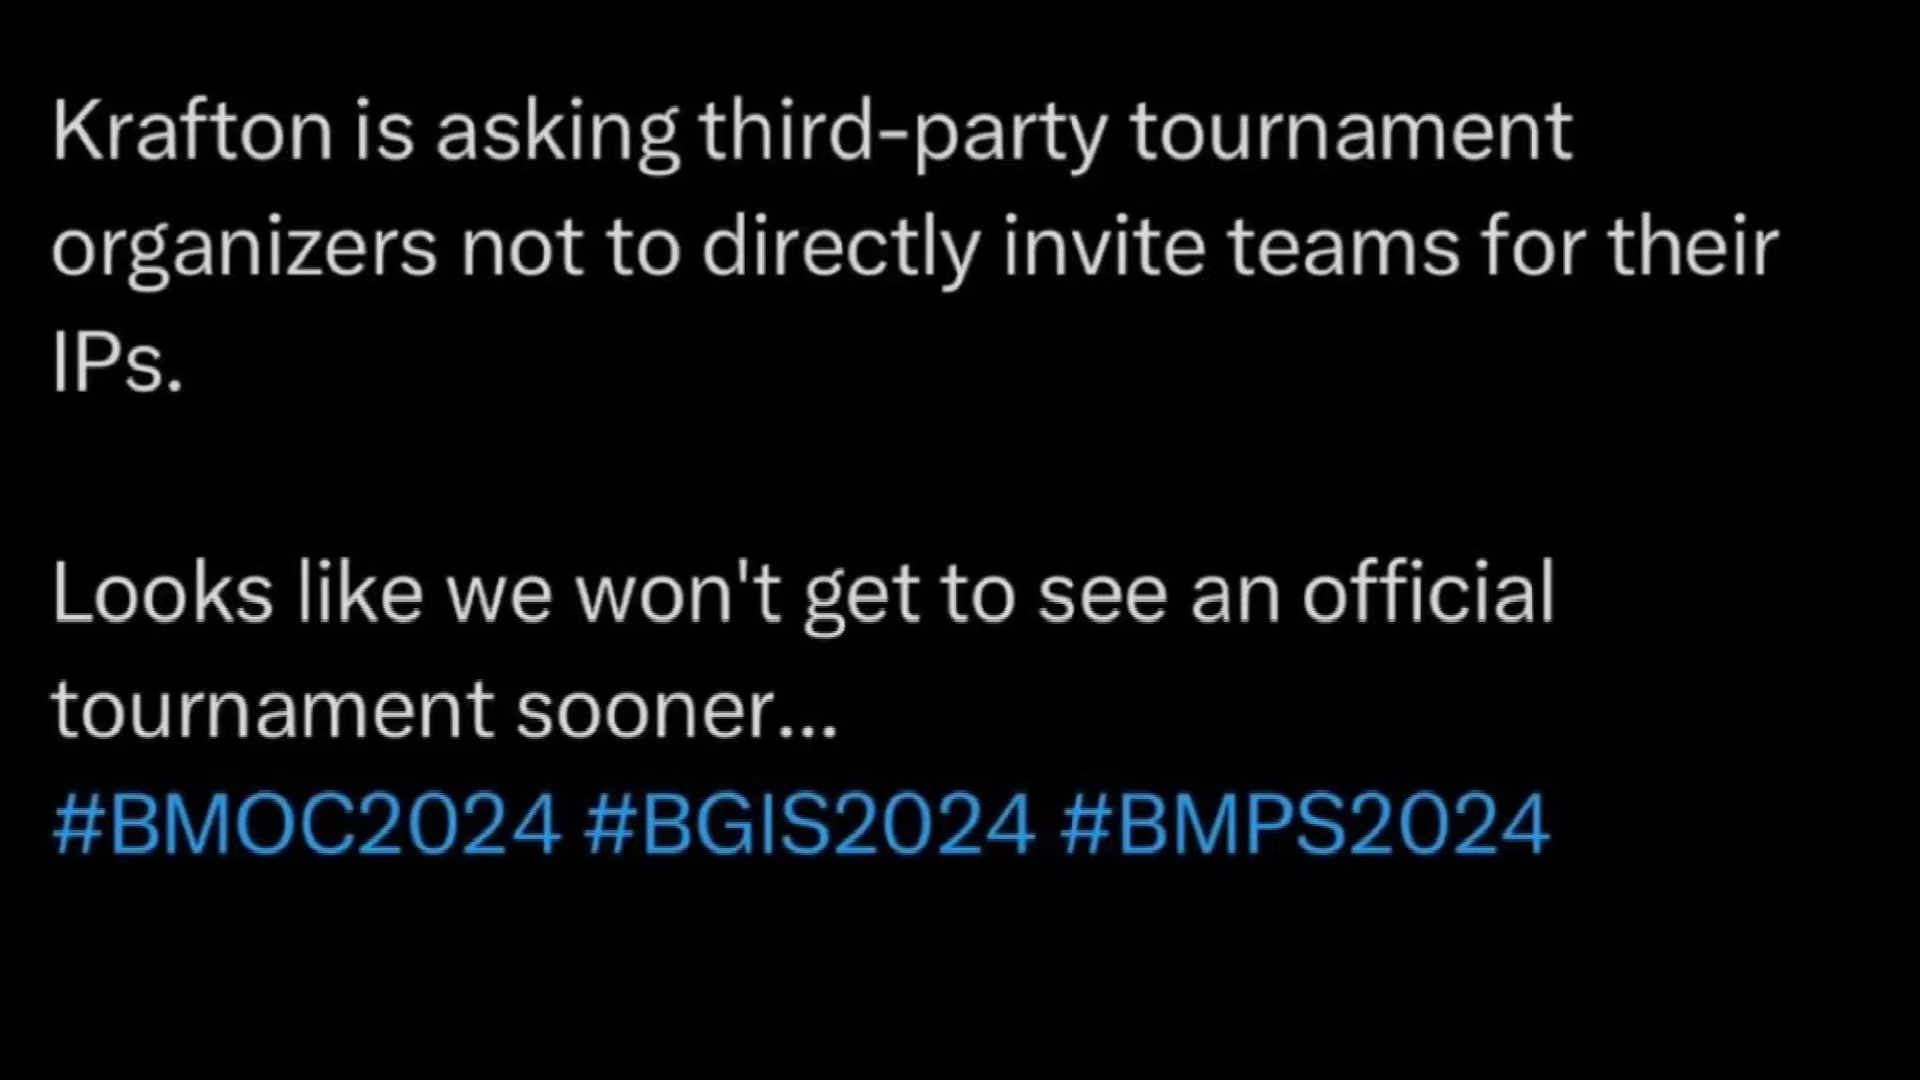 Krafton is asking third-party tournament
organizers not to directly invite teams for their
IPs.
Looks like we won't get to see an official
tournament sooner...
#BMOC2024 #BGIS2024 #BMPS2024